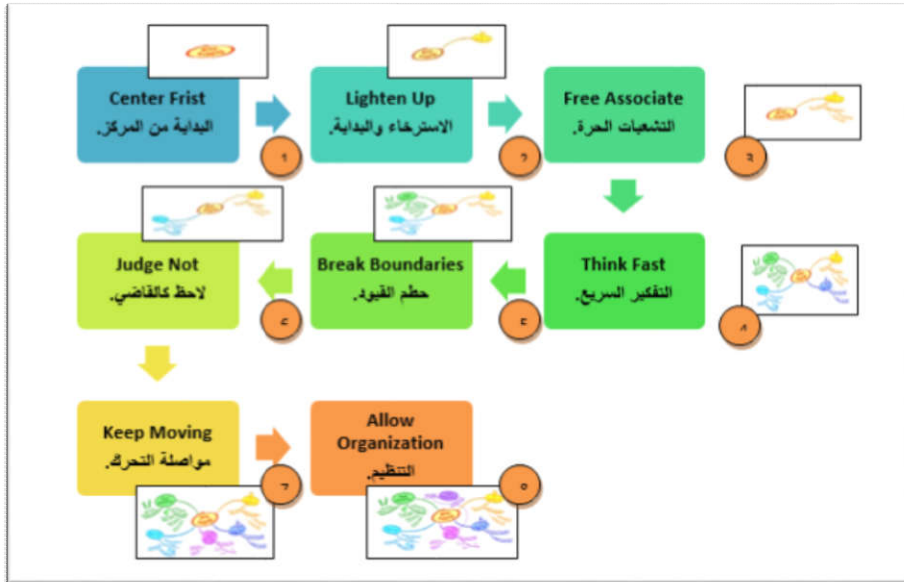 Center Frist
البداية من المركز.
Lighten Up
الاسترخاء والبداية.
Free Associate
التشعبات الحرة.
Think Fast
التفكير السريع.
Break Boundaries
حطم القيود.
Judge Not
لاحظ كالقاضي.
Keep Moving
مواصلة التحرك.
Allow
Organization
التنظيم.